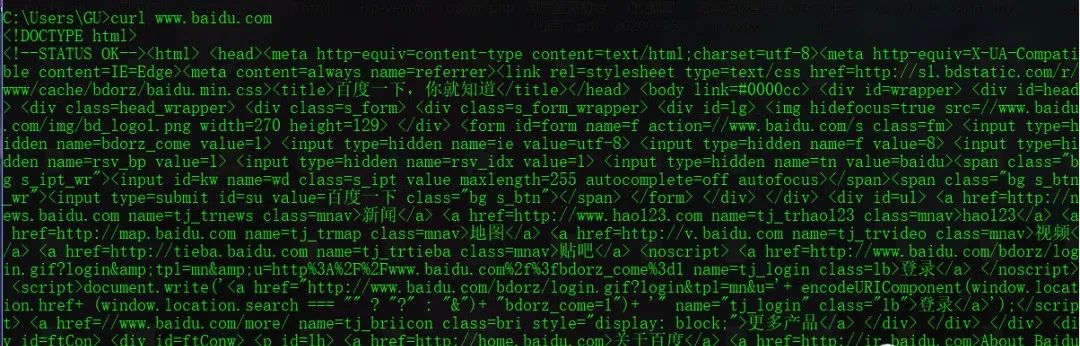 C:\Users\GU>curl www.baidu.com
<!DOCTYPE html>
<!--STATUS OK--><html> <head><meta http-equiv=content-type content=text/html;charset=utf-8><meta http-equiv=X-UA-Compati
ble content=IE=Edge><meta content=always name=referrer><link rel=stylesheet type=text/css href=http://s1.bdstatic.com/r/
www/cache/bdorz/baidu.min.css><title>百度一下，你就知道</title></head> <body link=#0000cc> <div id=wrapper> <div id=head
> <div class=head_wrapper> <div class=s_form> <div class=s_form_wrapper> <div id=lg> <img hidefocus=true src=//www.baidu
.com/img/bd_logo1.png width=270 height=129> </div> <form id=form name=f action=//www.baidu.com/s class=fm> <input type=h
idden name=bdorz_come value=1> <input type=hidden name=ie value=utf-8> <input type=hidden name=f value=8> <input type=hi
dden name=rsv_bp value=1> <input type=hidden name=rsv_idx value=1> <input type=hidden name=tn value=baidu><span class="b
g s_ipt_wr"><input id=kw name=wd class=s_ipt value maxlength=255 autocomplete=off autofocus></span><span class="bg s_btn
_wr"><input type=submit id=su value=百度一下 class="bg s_btn"></span> </form> </div> </div> <div id=u1> <a href=http://n
ews.baidu.com name=tj_trnews class=mnav>新闻</a> <a href=http://www.hao123.com name=tj_trhao123 class=mnav>hao123</a> <a
 href=http://map.baidu.com name=tj_trmap class=mnav>地图</a> <a href=http://v.baidu.com name=tj_trvideo class=mnav>视频<
/a> <a href=http://tieba.baidu.com name=tj_trtieba class=mnav>贴吧</a> <noscript> <a href=http://www.baidu.com/bdorz/log
in.gif?login&amp;tpl=mn&amp;u=http%3A%2F%2Fwww.baidu.com%2f%3fbdorz_come%3d1 name=tj_login class=lb>登录</a> </noscript>
 <script>document.write('<a href="http://www.baidu.com/bdorz/login.gif?login&tpl=mn&u='+ encodeURIComponent(window.locat
ion.href+ (window.location.search === "" ? "?" : "&")+ "bdorz_come=1")+ '" name="tj_login" class="lb">登录</a>');</scrip
t> <a href=//www.baidu.com/more/ name=tj_briicon class=bri style="display: block;">更多产品</a> </div> </div> </div> <di
v id=ftCon> <div id=ftConw> <p id=lh> <a href=http://home.baidu.com>关于百度</a> <a href=http://ir.baidu.com>About Baidu